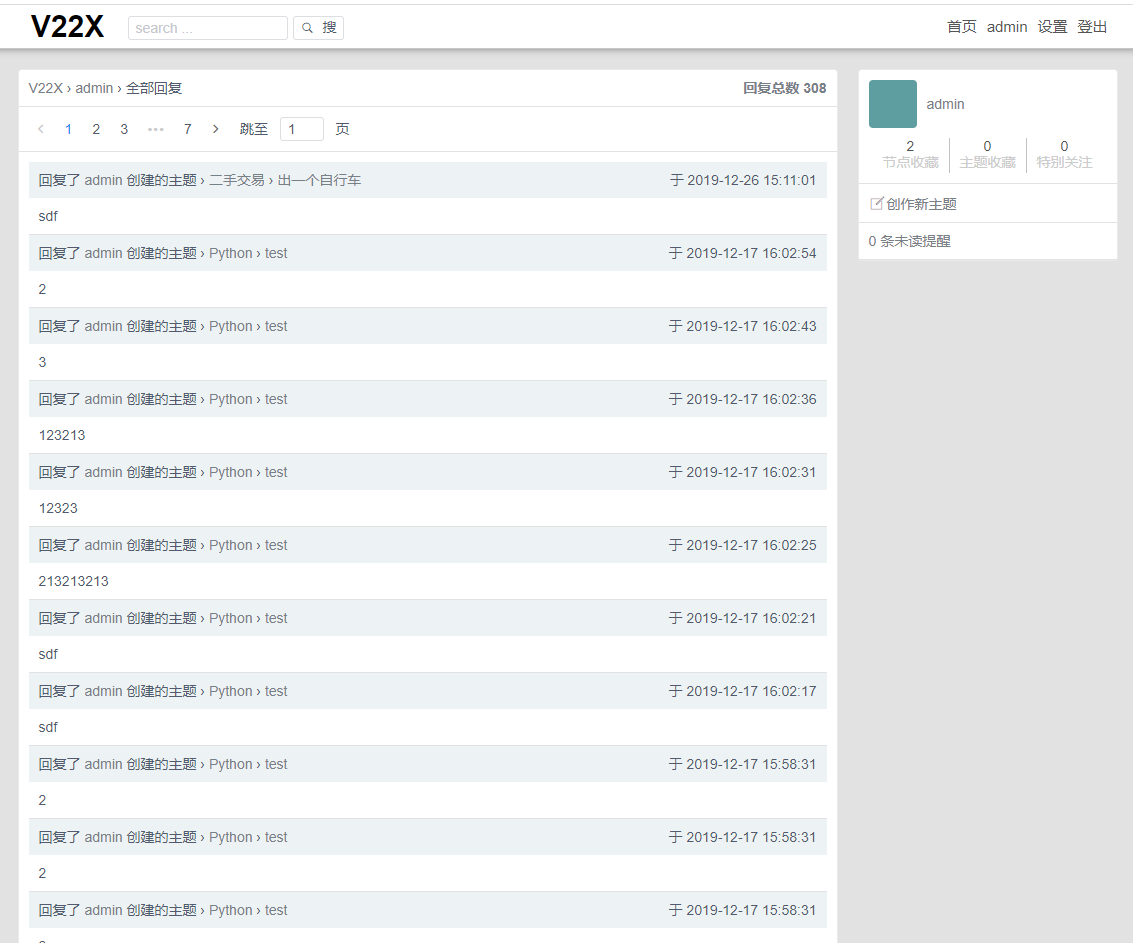 V22X search ... 搜 首页 admin 设置 登出
V22X › admin › 全部回复 回复总数 308
1 2 3 ••• 7 跳至 1 页
回复了 admin 创建的主题 › 二手交易 › 出一个自行车 于 2019-12-26 15:11:01
sdf
回复了 admin 创建的主题 › Python › test 于 2019-12-17 16:02:54
2
回复了 admin 创建的主题 › Python › test 于 2019-12-17 16:02:43
3
回复了 admin 创建的主题 › Python › test 于 2019-12-17 16:02:36
123213
回复了 admin 创建的主题 › Python › test 于 2019-12-17 16:02:31
12323
回复了 admin 创建的主题 › Python › test 于 2019-12-17 16:02:25
213213213
回复了 admin 创建的主题 › Python › test 于 2019-12-17 16:02:21
sdf
回复了 admin 创建的主题 › Python › test 于 2019-12-17 16:02:17
sdf
回复了 admin 创建的主题 › Python › test 于 2019-12-17 15:58:31
2
回复了 admin 创建的主题 › Python › test 于 2019-12-17 15:58:31
2
回复了 admin 创建的主题 › Python › test 于 2019-12-17 15:58:31
admin
2 0 0
节点收藏 主题收藏 特别关注
创作新主题
0 条未读提醒